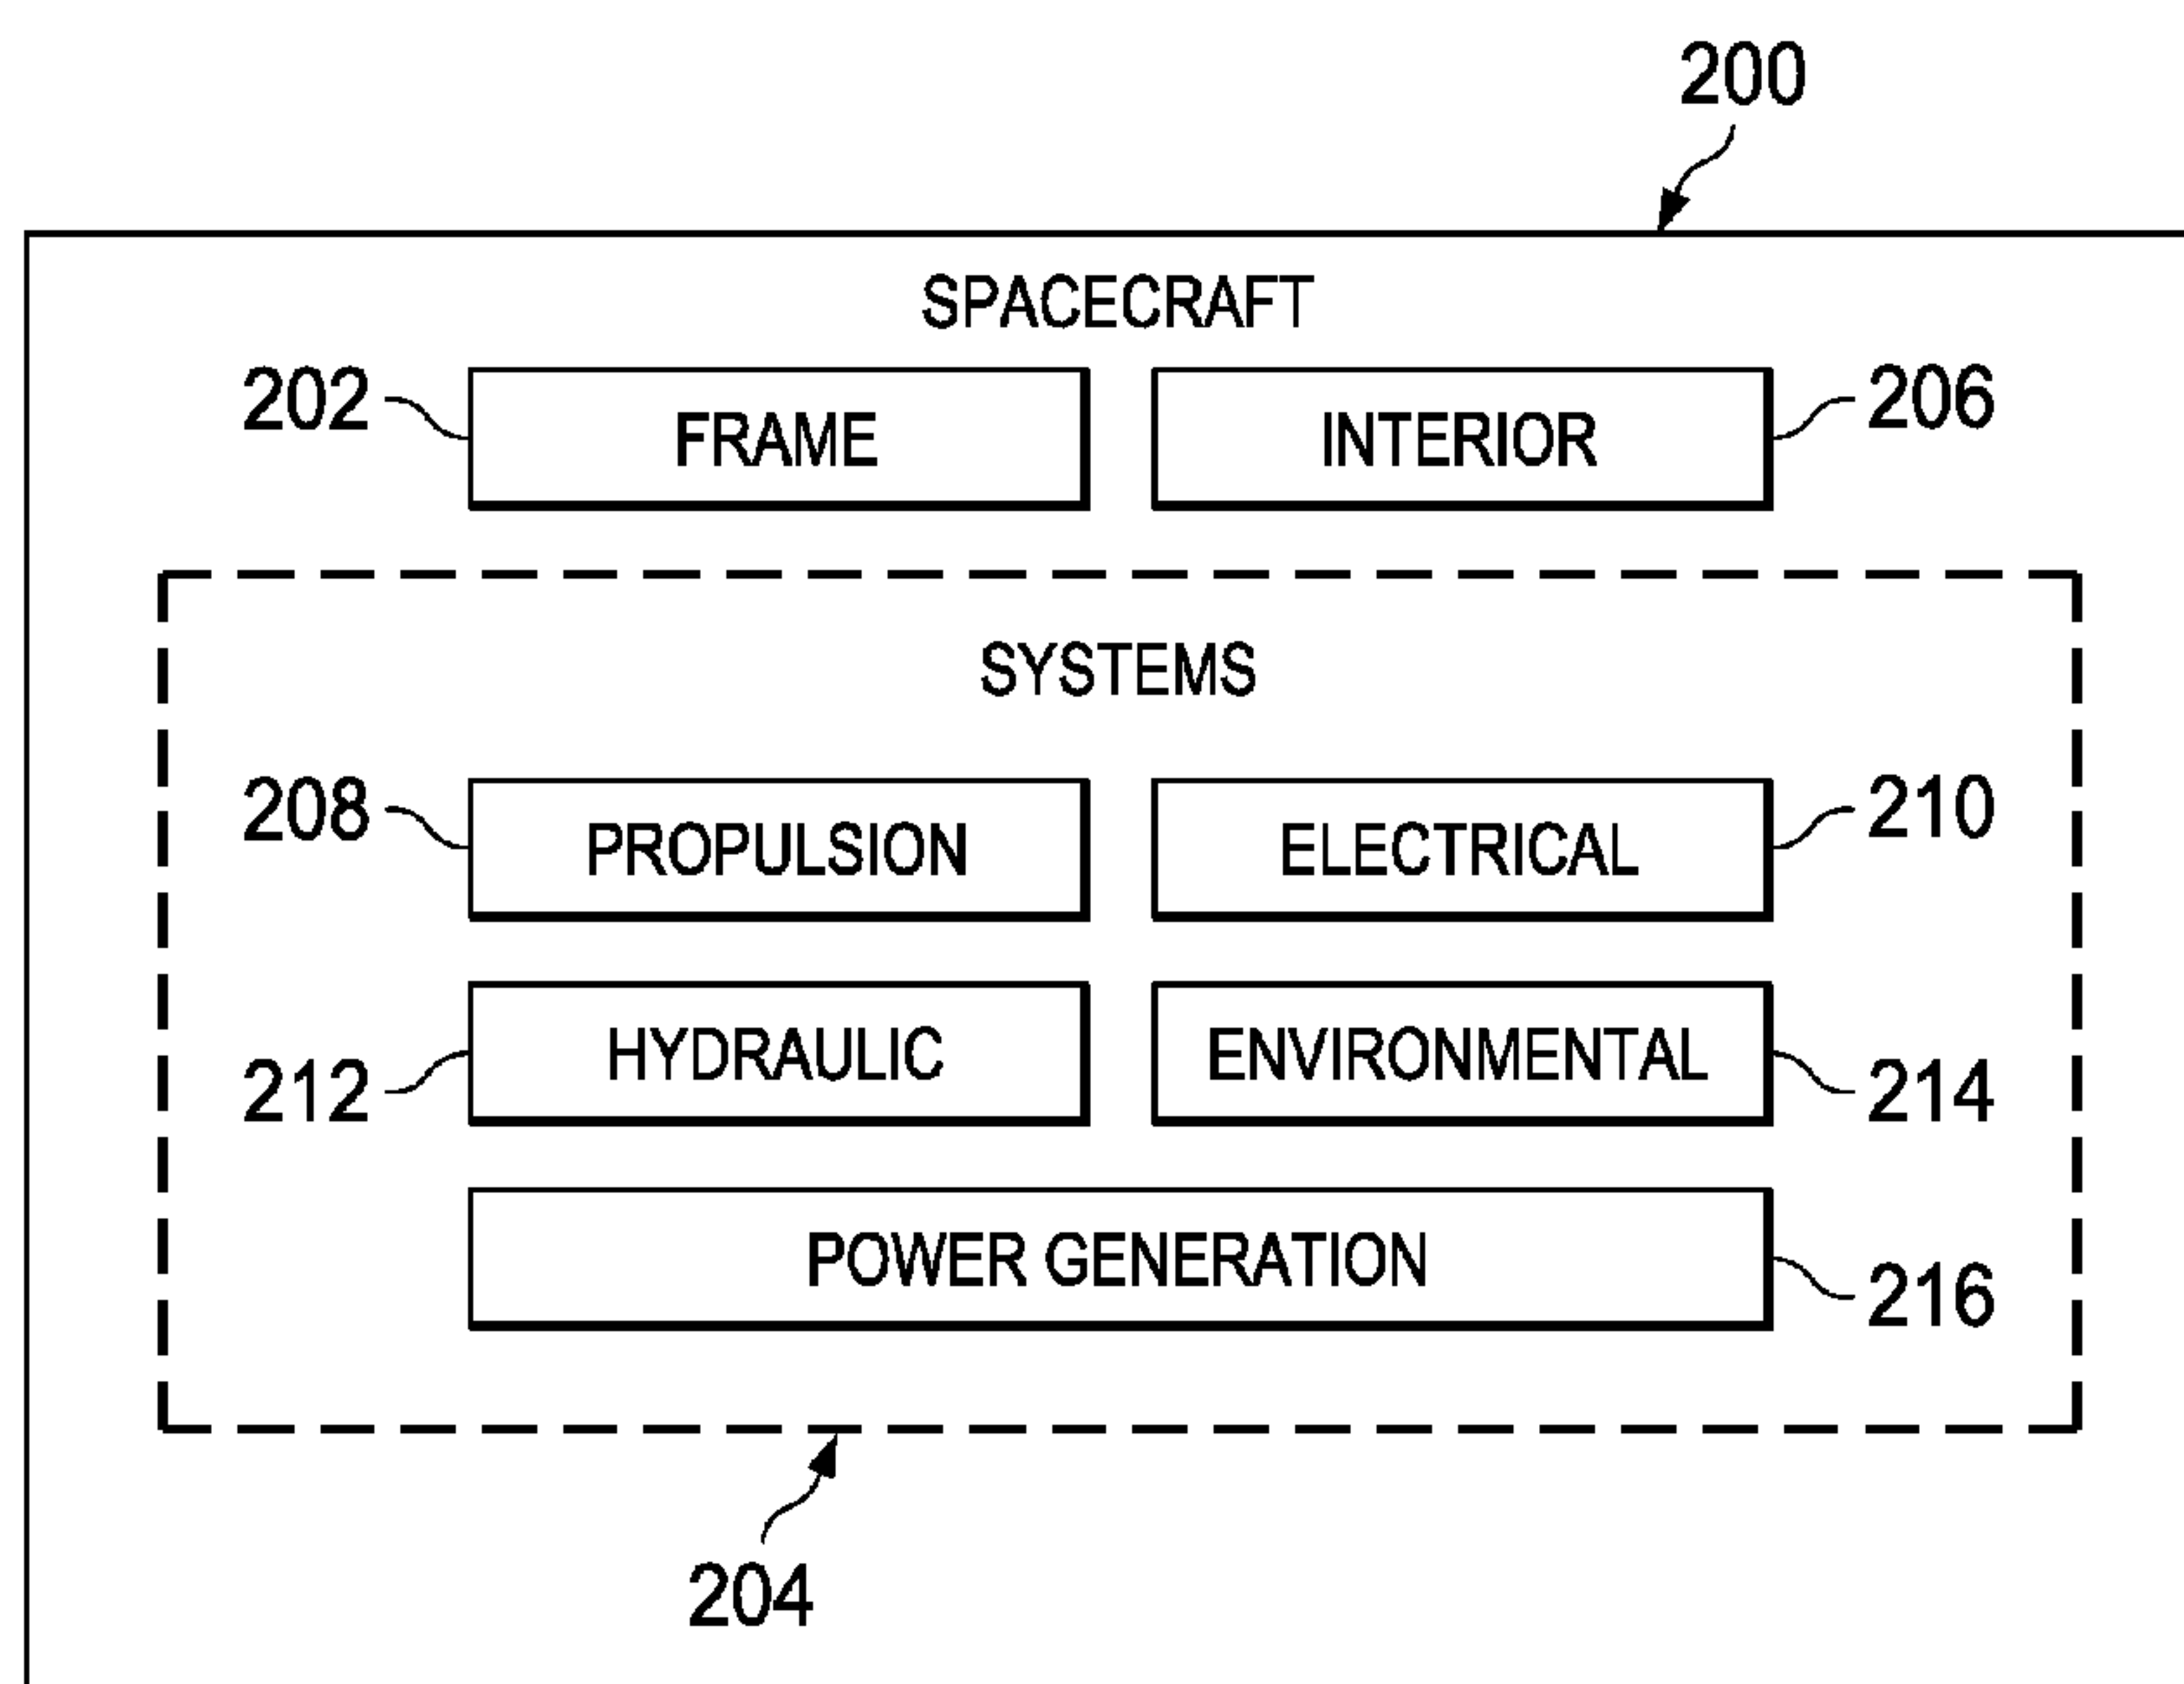 200
SPACECRAFT
202 FRAME INTERIOR 206
SYSTEMS
208 PROPULSION ELECTRICAL 210
212 HYDRAULIC ENVIRONMENTAL 214
POWER GENERATION 216
204